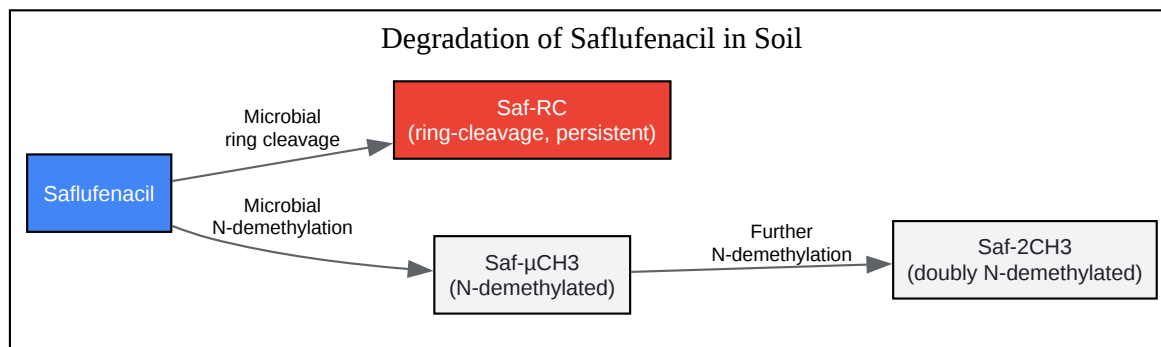 Degradation of Saflufenacil in Soil
Saf-RC
(ring-cleavage, persistent)
Microbial
ring cleavage
Saflufenacil
Microbial
N-demethylation
Saf-µCH3
(N-demethylated)
Further
N-demethylation
Saf-2CH3
(doubly N-demethylated)